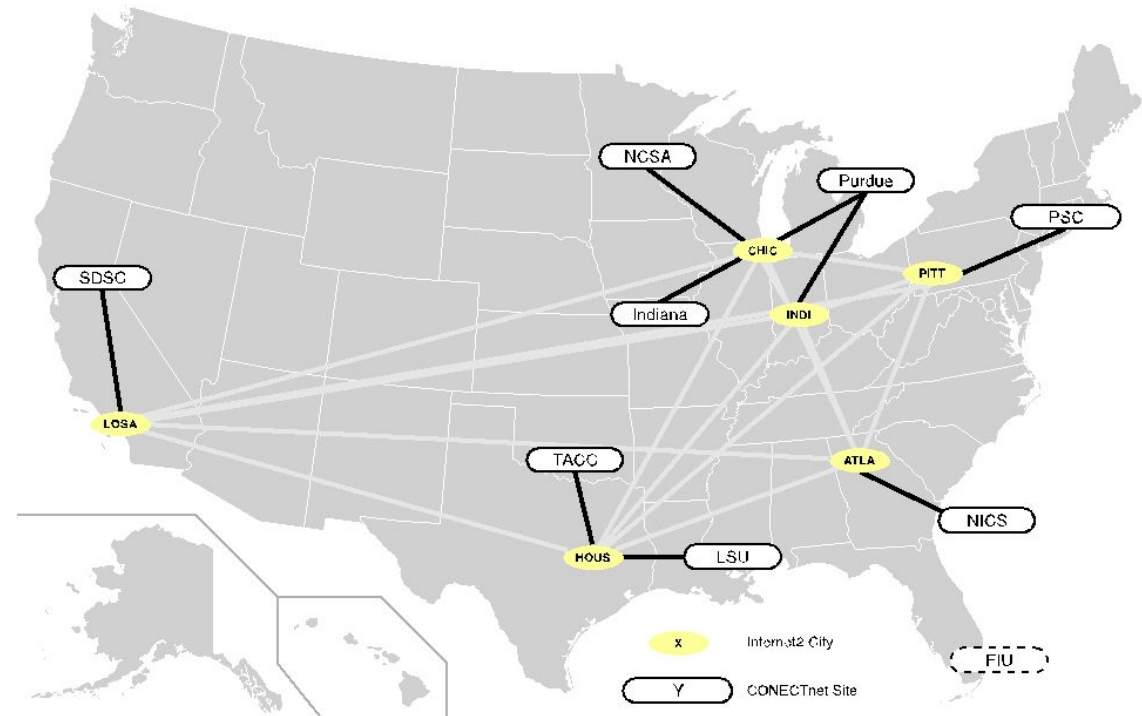 NCSA
Purdue
PSC
CHIC
PITT
SDSC
Indiana
INDI
LOSA
TACC
ATLA
NICS
HOUS
LSU
X
Internet2 City
FIU
Y
CONECTnet Site